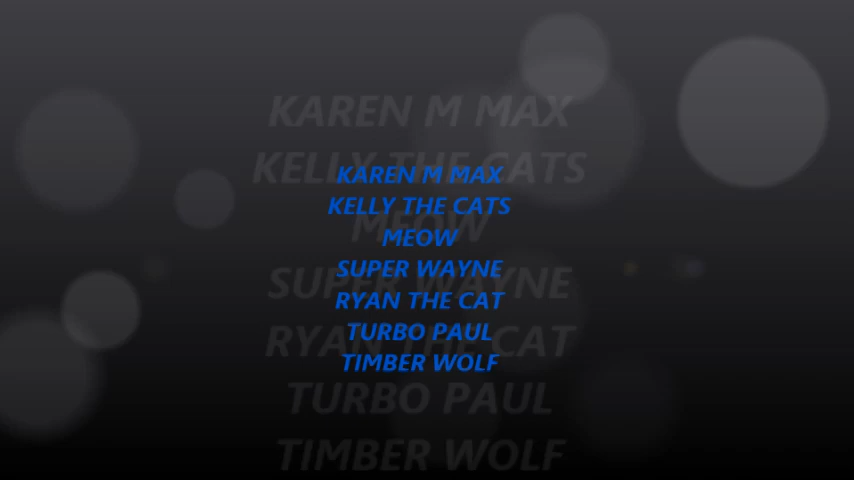 KAREN M MAX
KELLY THE CATS
MEOW
SUPER WAYNE
RYAN THE CAT
TURBO PAUL
TIMBER WOLF